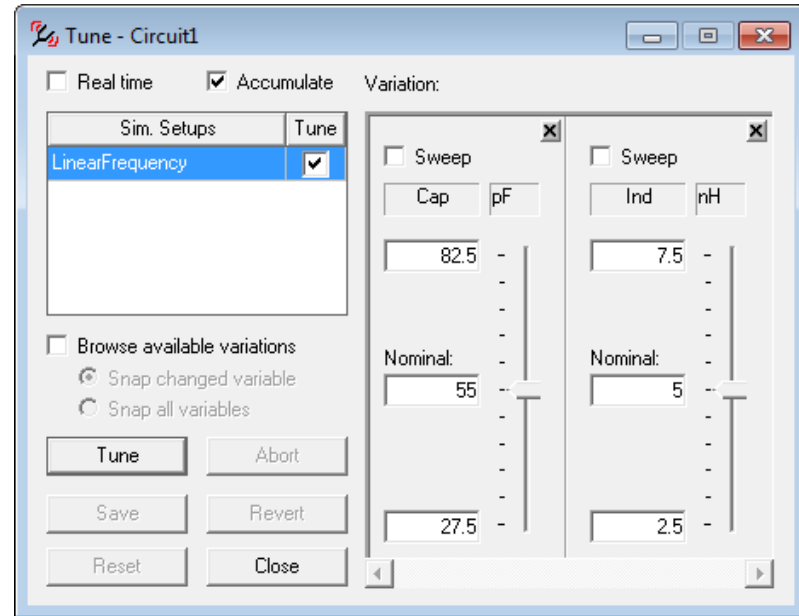 Tune - Circuit1
Real time
Accumulate
Variation:
Sim. Setups
Tune
LinearFrequency
Browse available variations
Snap changed variable
Snap all variables
Tune
Abort
Save
Revert
Reset
Close
Sweep
Cap
pF
82.5
Nominal:
55
27.5
Sweep
Ind
nH
7.5
Nominal:
5
2.5